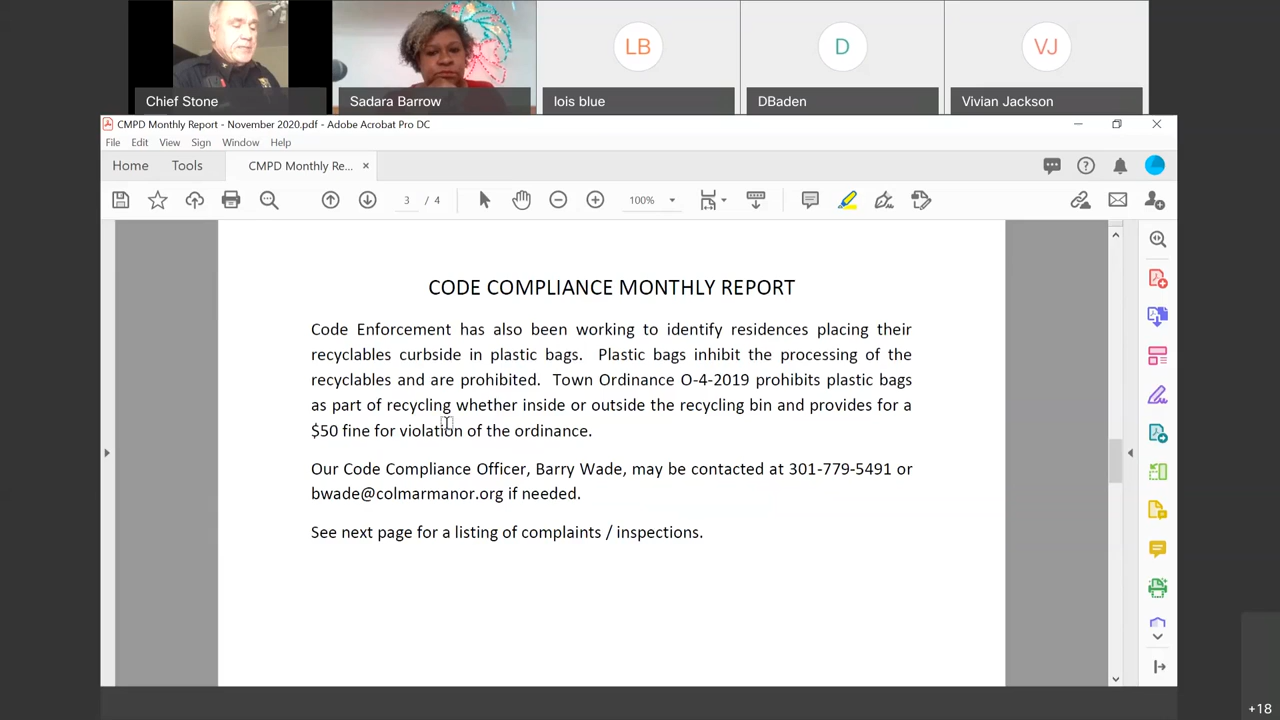 LB
D
VJ
Chief Stone
Sadara Barrow
lois blue
DBaden
Vivian Jackson
CMPD Monthly Report - November 2020.pdf - Adobe Acrobat Pro DC
File Edit View Sign Window Help
Home Tools CMPD Monthly Re... ×
3 / 4 100%
CODE COMPLIANCE MONTHLY REPORT
Code Enforcement has also been working to identify residences placing their
recyclables curbside in plastic bags. Plastic bags inhibit the processing of the
recyclables and are prohibited. Town Ordinance O-4-2019 prohibits plastic bags
as part of recycling whether inside or outside the recycling bin and provides for a
$50 fine for violation of the ordinance.
Our Code Compliance Officer, Barry Wade, may be contacted at 301-779-5491 or
bwade@colmarmanor.org if needed.
See next page for a listing of complaints / inspections.
+18